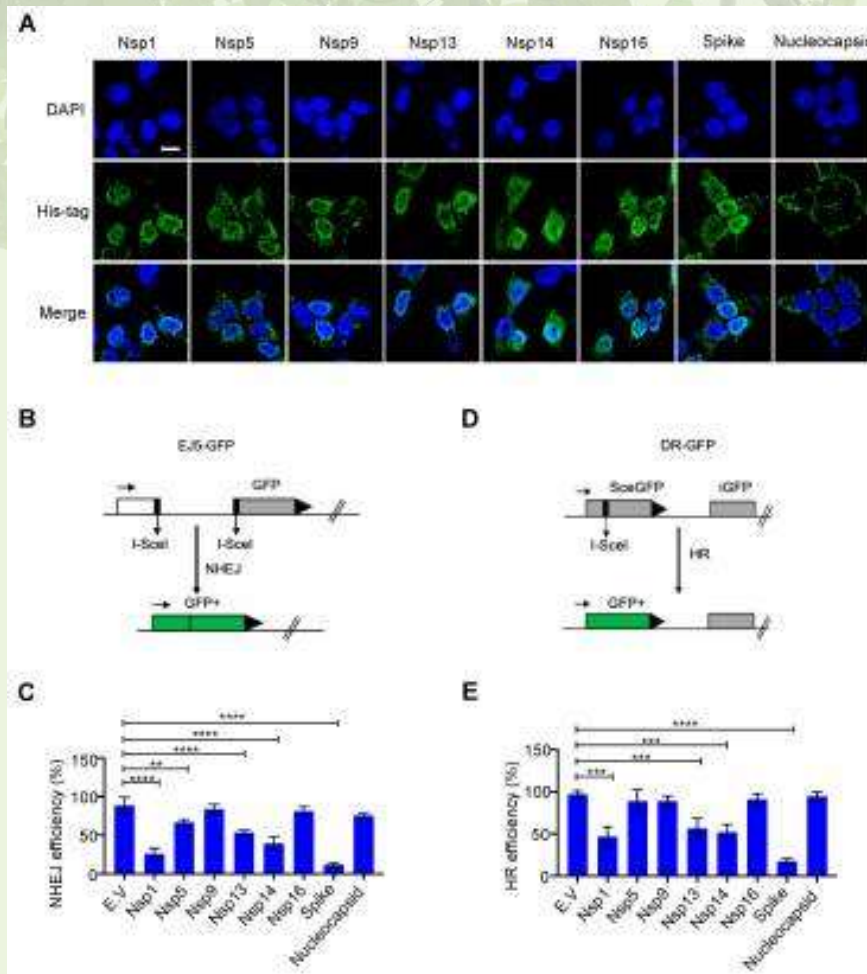 A
Nsp1 Nsp5 Nsp9 Nsp13 Nsp14 Nsp16 Spike Nucleocapsid
DAPI
His-tag
Merge
B
EJ5-GFP
GFP
I-SceI I-SceI
NHEJ
GFP+
D
DR-GFP
SceGFP iGFP
I-SceI
HR
GFP+
C
****
****
****
**
****
NHEJ efficiency (%)
150
100
50
0
E.V Nsp1 Nsp5 Nsp9 Nsp13 Nsp14 Nsp16 Spike Nucleocapsid
E
****
***
***
***
HR efficiency (%)
150
100
50
0
E.V Nsp1 Nsp5 Nsp9 Nsp13 Nsp14 Nsp16 Spike Nucleocapsid